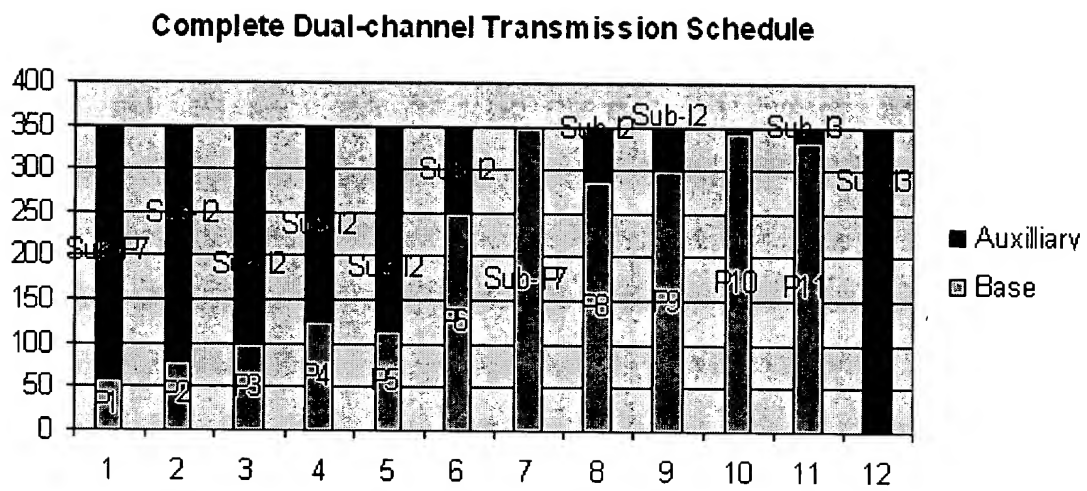 Complete Dual-channel Transmission Schedule
400
350
300
250
200
150
100
50
0
Sub-P7
Sub-I2
Sub-I2
Sub-I2
Sub-I2
Sub-I2
Sub-P7
Sub-I2
Sub-I2
P10
Sub-I3
P11
Sub-I3
P1
P2
P3
P4
P5
P6
P8
P9
Auxilliary
Base
1 2 3 4 5 6 7 8 9 10 11 12